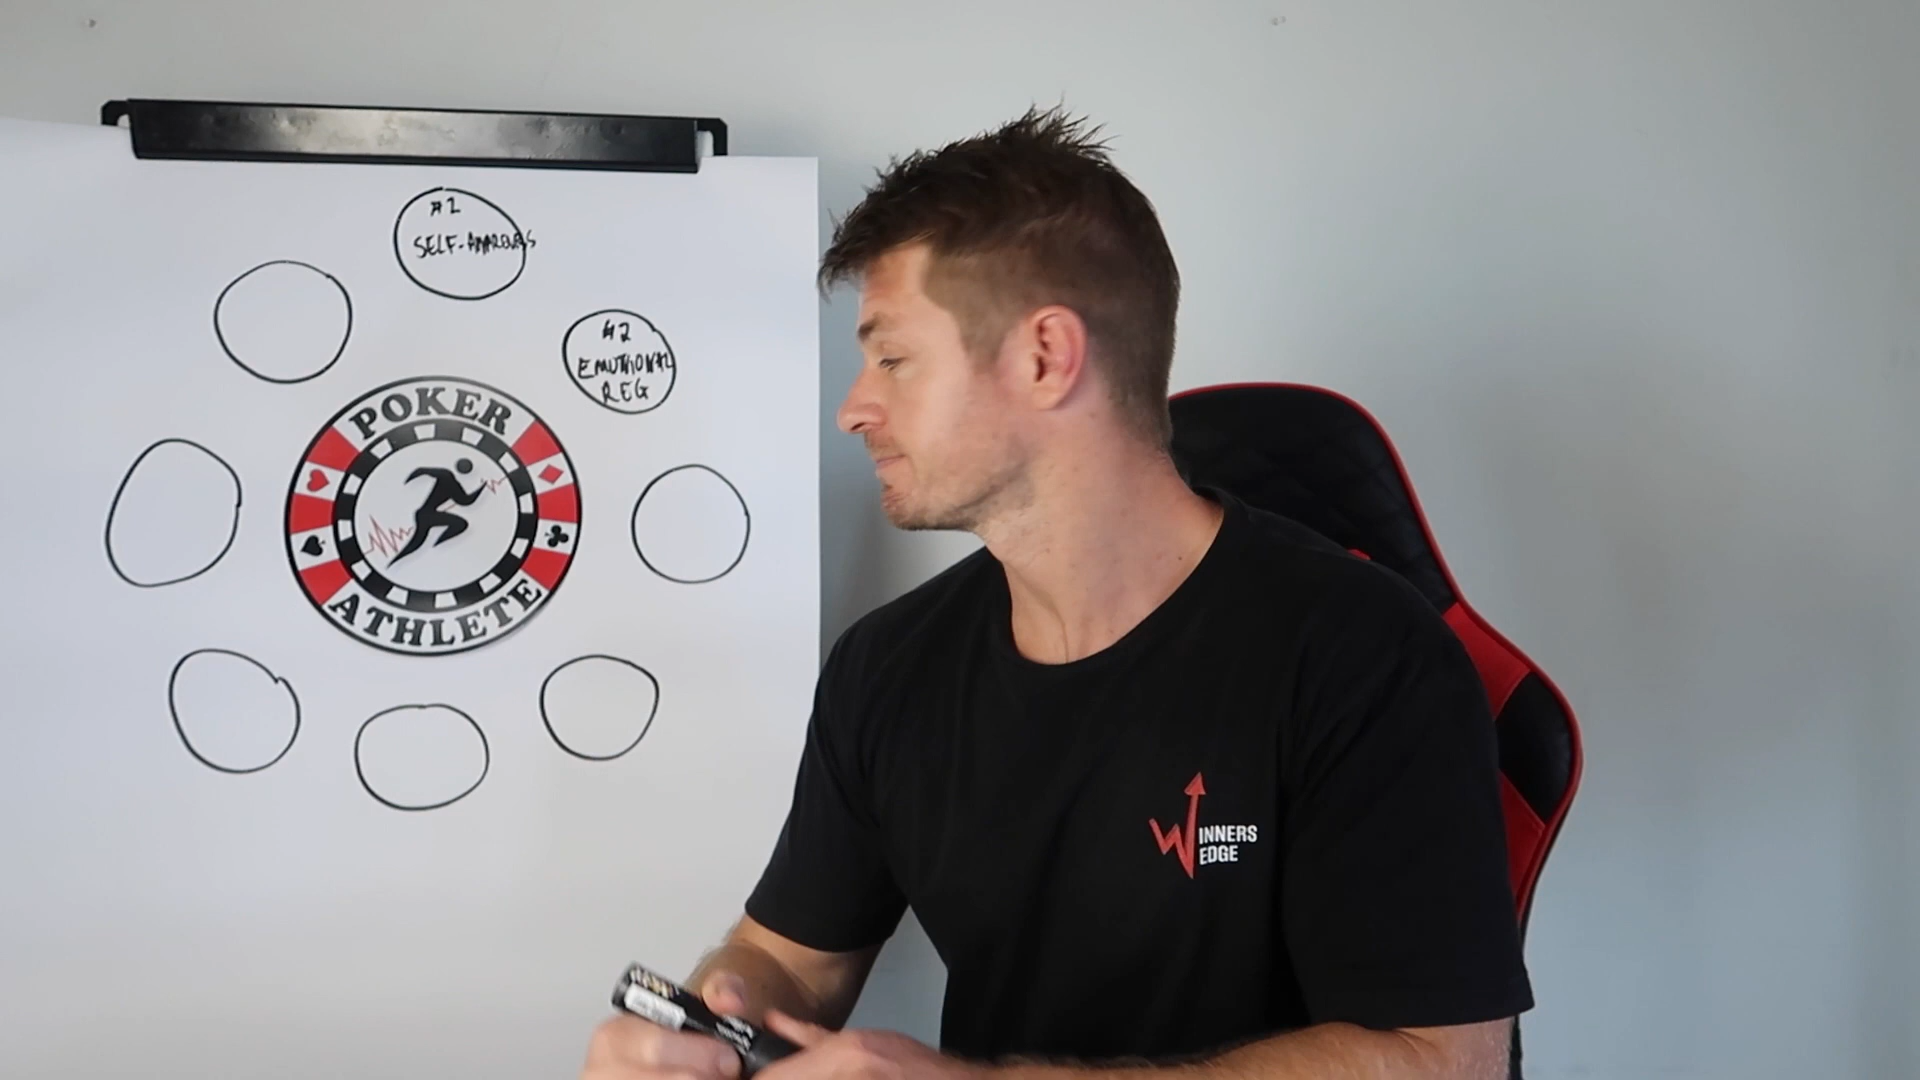 #1
SELF-AWARENESS
#2
EMOTIONAL
REG
POKER
ATHLETE
WINNERS
EDGE